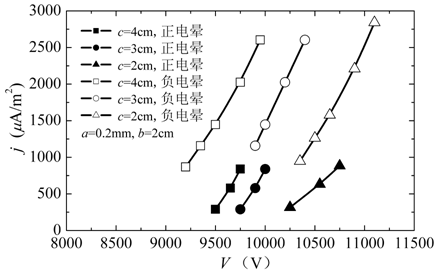 3000
2500
2000
1500
1000
500
0
j (μA/m²)
c=4cm, 正电晕
c=3cm, 正电晕
c=2cm, 正电晕
c=4cm, 负电晕
c=3cm, 负电晕
c=2cm, 负电晕
a=0.2mm, b=2cm
8000 8500 9000 9500 10000 10500 11000 11500
V (V)